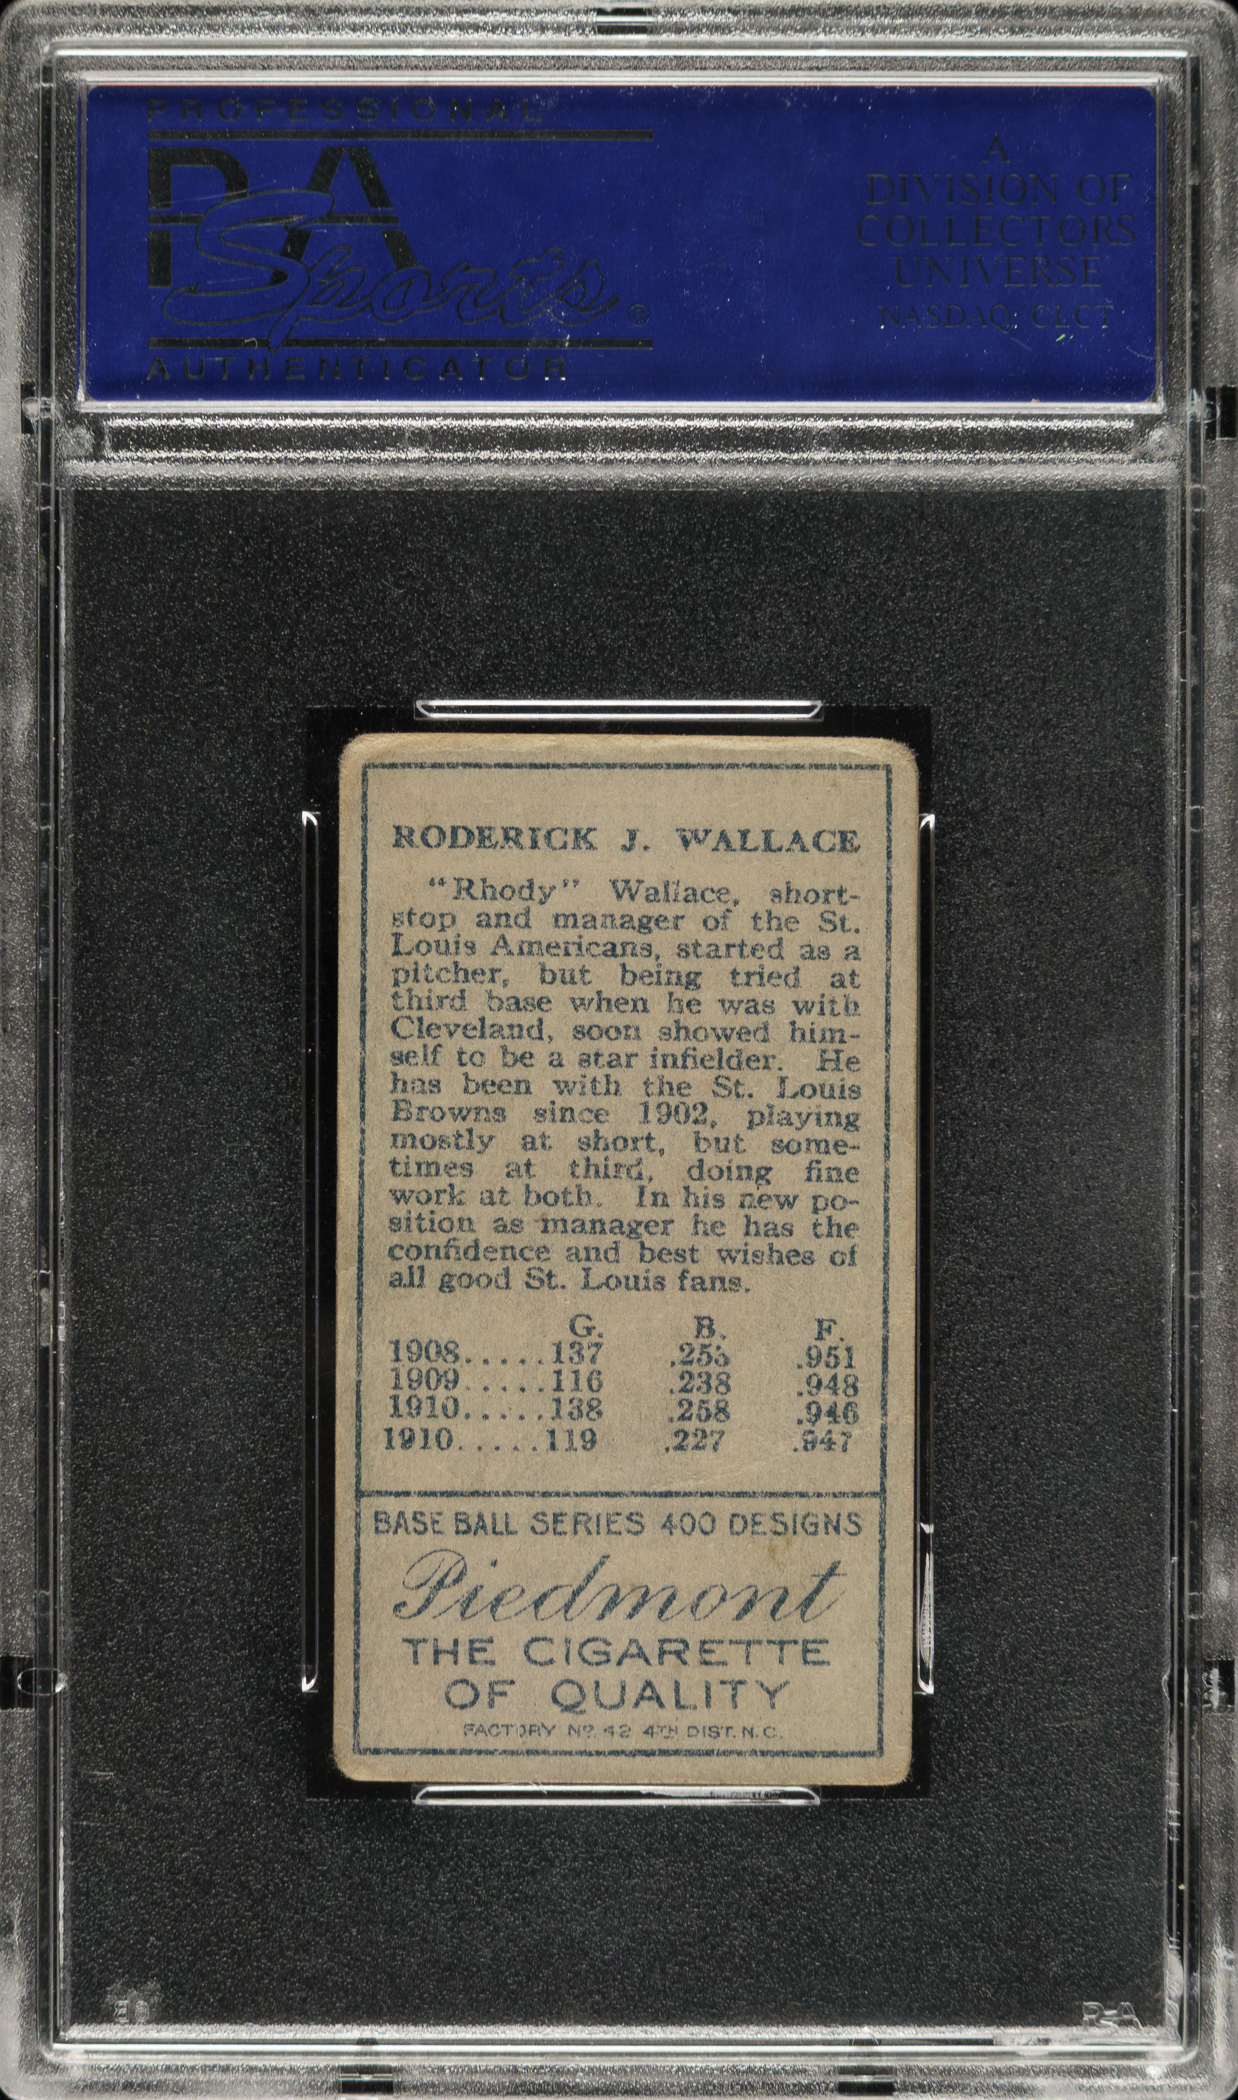 PROFESSIONAL
PSA
Sports®
AUTHENTICATOR
A
DIVISION OF
COLLECTORS
UNIVERSE
NASDAQ: CLCT
RODERICK J. WALLACE
"Rhody" Wallace, short-
stop and manager of the St.
Louis Americans, started as a
pitcher, but being tried at
third base when he was with
Cleveland, soon showed him-
self to be a star infielder. He
has been with the St. Louis
Browns since 1902, playing
mostly at short, but some-
times at third, doing fine
work at both. In his new po-
sition as manager he has the
confidence and best wishes of
all good St. Louis fans.
G. B. F.
1908.....137 .253 .951
1909.....116 .238 .948
1910.....138 .258 .946
1910.....119 .227 .947
BASE BALL SERIES 400 DESIGNS
Piedmont
THE CIGARETTE
OF QUALITY
FACTORY Nº 42 4TH DIST. N.C.
PSA